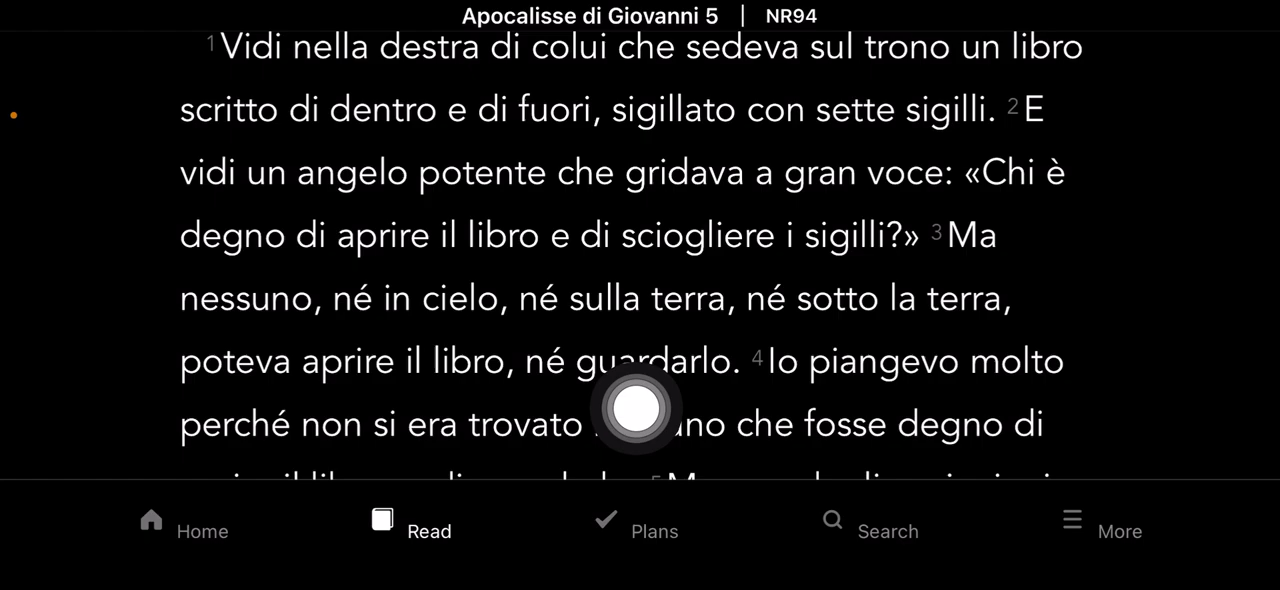 Apocalisse di Giovanni 5 | NR94
1 Vidi nella destra di colui che sedeva sul trono un libro
scritto di dentro e di fuori, sigillato con sette sigilli. 2 E
vidi un angelo potente che gridava a gran voce: «Chi è
degno di aprire il libro e di sciogliere i sigilli?» 3 Ma
nessuno, né in cielo, né sulla terra, né sotto la terra,
poteva aprire il libro, né guardarlo. 4 Io piangevo molto
perché non si era trovato che fosse degno di
Home Read Plans Search More